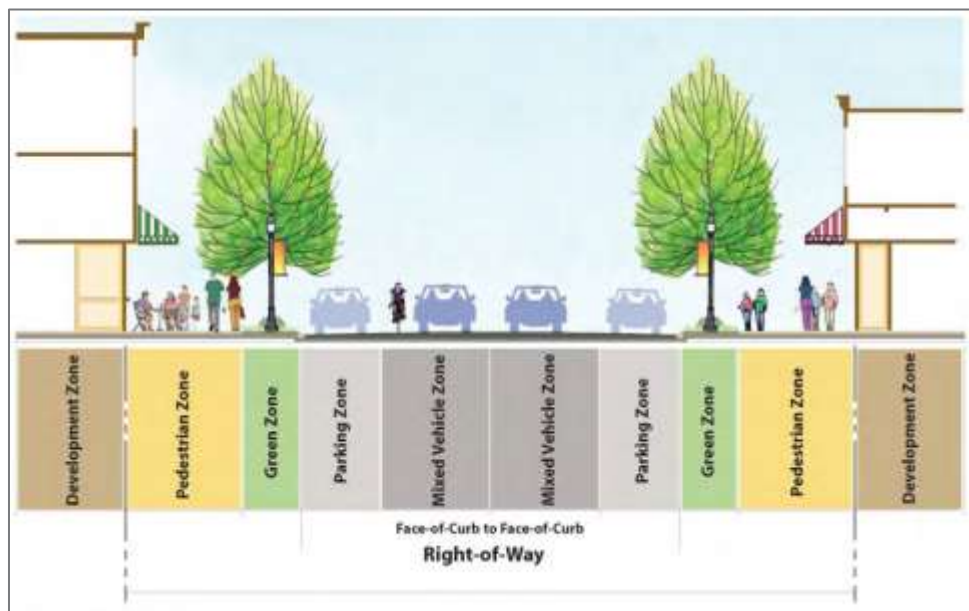 Development Zone
Pedestrian Zone
Green Zone
Parking Zone
Mixed Vehicle Zone
Mixed Vehicle Zone
Parking Zone
Green Zone
Pedestrian Zone
Development Zone
Face-of-Curb to Face-of-Curb
Right-of-Way